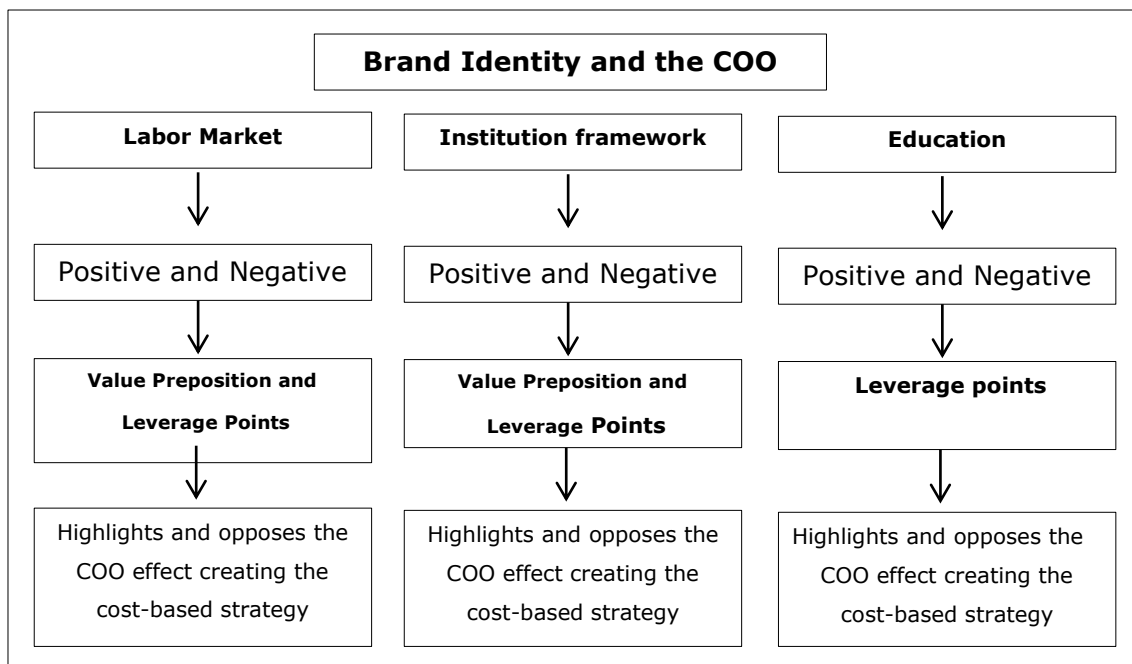 Brand Identity and the COO
Labor Market
Institution framework
Education
Positive and Negative
Positive and Negative
Positive and Negative
Value Preposition and
Leverage Points
Value Preposition and
Leverage Points
Leverage points
Highlights and opposes the
COO effect creating the
cost-based strategy
Highlights and opposes the
COO effect creating the
cost-based strategy
Highlights and opposes the
COO effect creating the
cost-based strategy